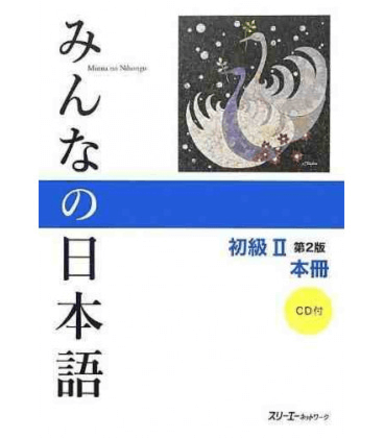 みんなの日本語
Minna no Nihongo
初級 II 第2版
本冊
CD付
スリーエーネットワーク